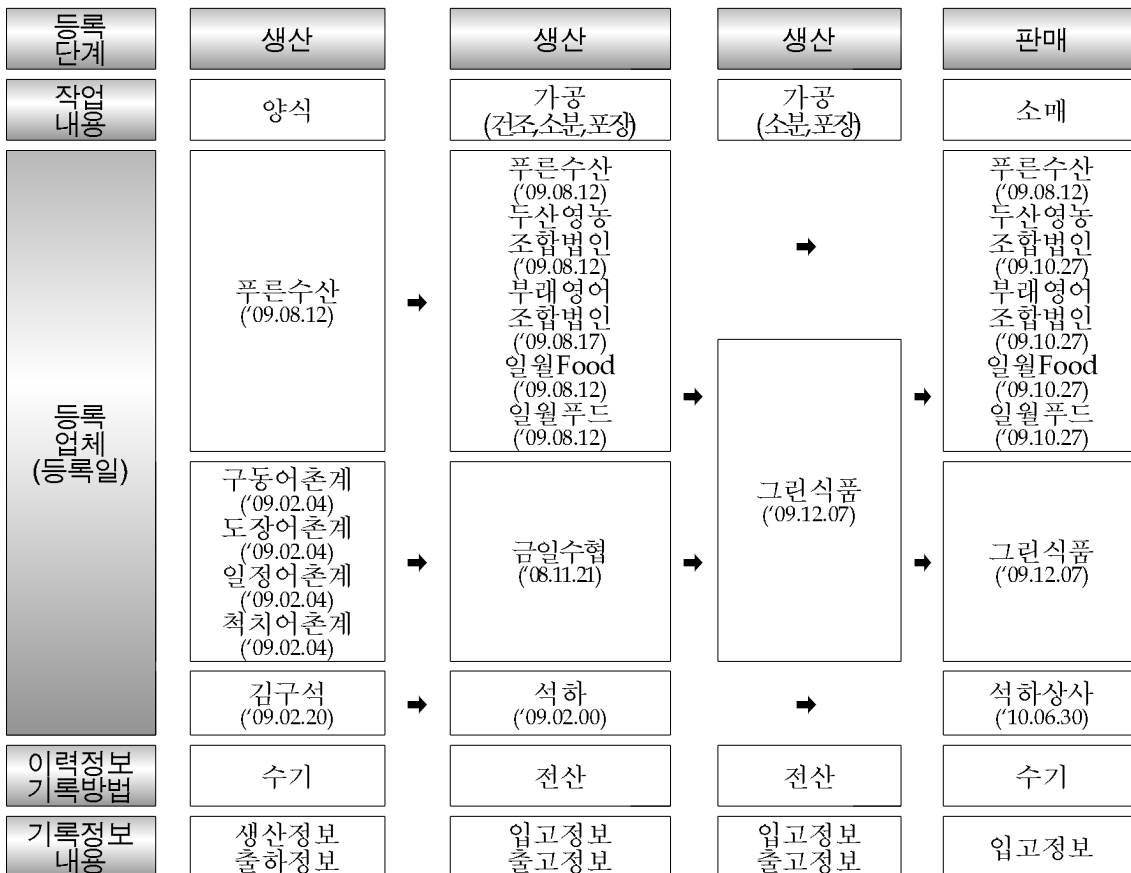 등록
단계
생산
생산
생산
판매
작업
내용
양식
가공
(건조,소분,포장)
가공
(소분,포장)
소매
등록
업체
(등록일)
푸른수산
('09.08.12)
푸른수산
('09.08.12)
두산영농
조합법인
('09.08.12)
부래영어
조합법인
('09.08.17)
일월Food
('09.08.12)
일월푸드
('09.08.12)
푸른수산
('09.08.12)
두산영농
조합법인
('09.10.27)
부래영어
조합법인
('09.10.27)
일월Food
('09.10.27)
일월푸드
('09.10.27)
구동어촌계
('09.02.04)
도장어촌계
('09.02.04)
일정어촌계
('09.02.04)
척치어촌계
('09.02.04)
금일수협
('08.11.21)
그린식품
('09.12.07)
그린식품
('09.12.07)
김구석
('09.02.20)
석하
('09.02.00)
석하상사
('10.06.30)
이력정보
기록방법
수기
전산
전산
수기
기록정보
내용
생산정보
출하정보
입고정보
출고정보
입고정보
출고정보
입고정보